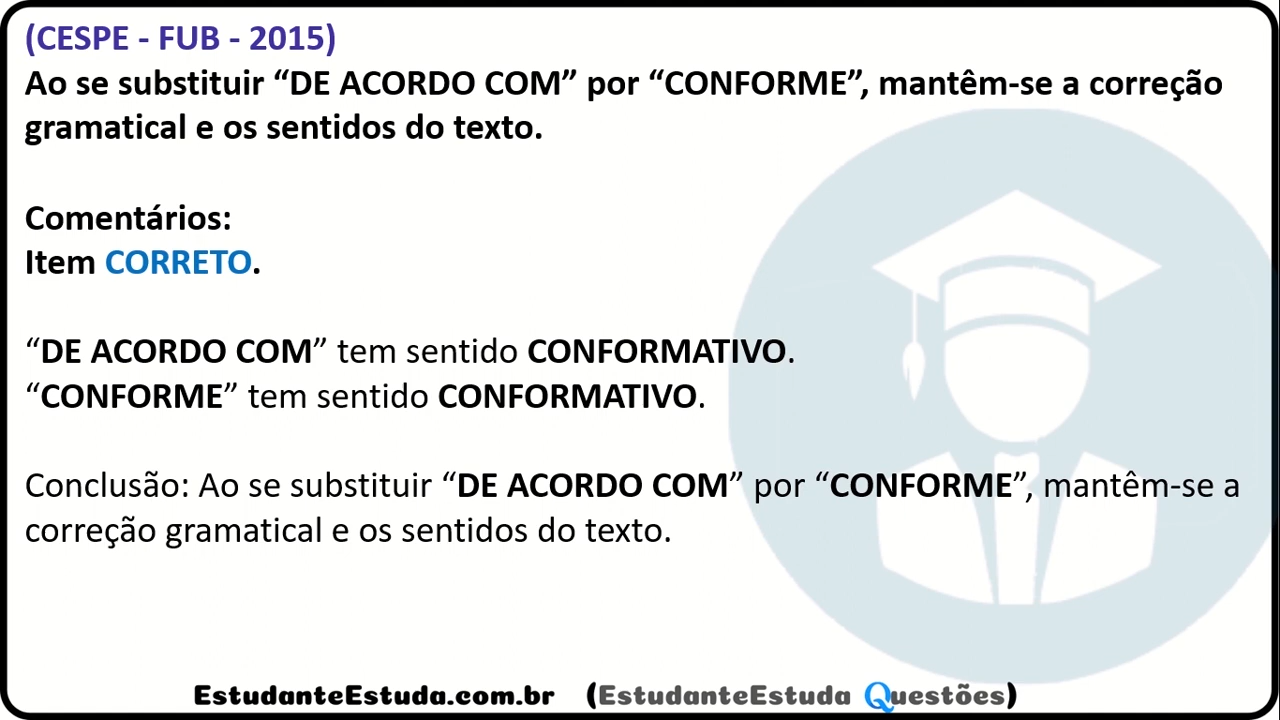 (CESPE - FUB - 2015)
Ao se substituir “DE ACORDO COM” por “CONFORME”, mantêm-se a correção
gramatical e os sentidos do texto.
Comentários:
Item CORRETO.
“DE ACORDO COM” tem sentido CONFORMATIVO.
“CONFORME” tem sentido CONFORMATIVO.
Conclusão: Ao se substituir “DE ACORDO COM” por “CONFORME”, mantêm-se a
correção gramatical e os sentidos do texto.
EstudanteEstuda.com.br (EstudanteEstuda Questões)